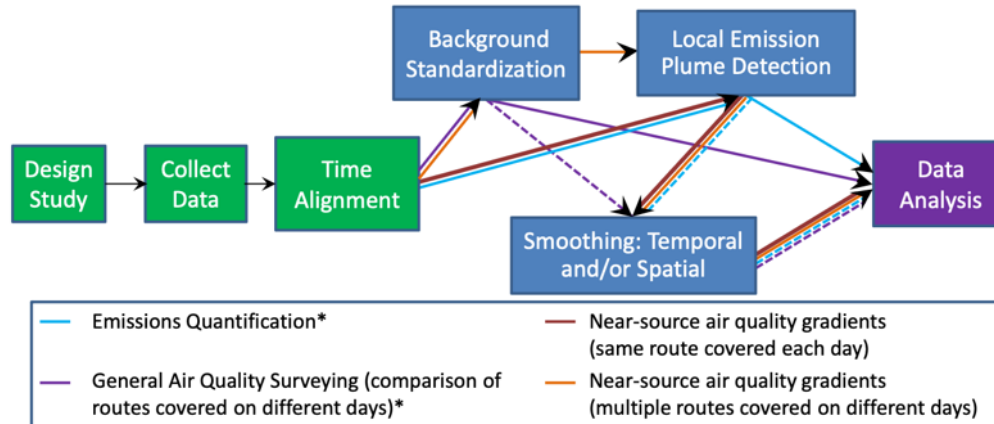 Background
Standardization
Local Emission
Plume Detection
Design
Study
Collect
Data
Time
Alignment
Data
Analysis
Smoothing: Temporal
and/or Spatial
Emissions Quantification*
General Air Quality Surveying (comparison of
routes covered on different days)*
Near-source air quality gradients
(same route covered each day)
Near-source air quality gradients
(multiple routes covered on different days)